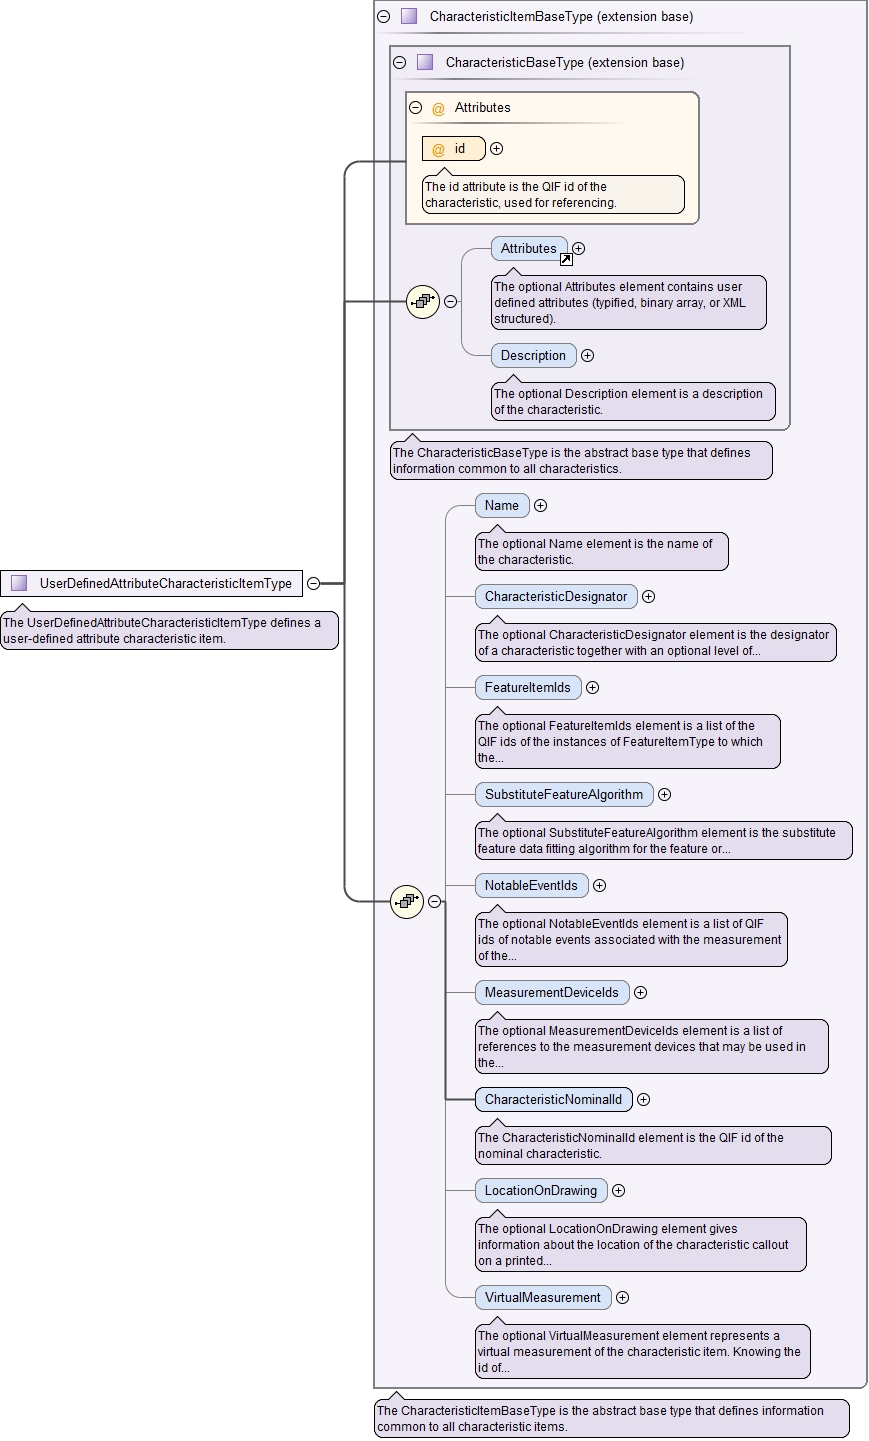 CharacteristicItemBaseType (extension base)
CharacteristicBaseType (extension base)
@ Attributes
@ id
The id attribute is the QIF id of the
characteristic, used for referencing.
Attributes
The optional Attributes element contains user
defined attributes (typified, binary array, or XML
structured).
Description
The optional Description element is a description
of the characteristic.
The CharacteristicBaseType is the abstract base type that defines
information common to all characteristics.
Name
The optional Name element is the name of
the characteristic.
UserDefinedAttributeCharacteristicItemType
The UserDefinedAttributeCharacteristicItemType defines a
user-defined attribute characteristic item.
CharacteristicDesignator
The optional CharacteristicDesignator element is the designator
of a characteristic together with an optional level of...
FeatureItemIds
The optional FeatureItemIds element is a list of the
QIF ids of the instances of FeatureItemType to which
the...
SubstituteFeatureAlgorithm
The optional SubstituteFeatureAlgorithm element is the substitute
feature data fitting algorithm for the feature or...
NotableEventIds
The optional NotableEventIds element is a list of QIF
ids of notable events associated with the measurement
of the...
MeasurementDeviceIds
The optional MeasurementDeviceIds element is a list of
references to the measurement devices that may be used in
the...
CharacteristicNominalId
The CharacteristicNominalId element is the QIF id of the
nominal characteristic.
LocationOnDrawing
The optional LocationOnDrawing element gives
information about the location of the characteristic callout
on a printed...
VirtualMeasurement
The optional VirtualMeasurement element represents a
virtual measurement of the characteristic item. Knowing the
id of...
The CharacteristicItemBaseType is the abstract base type that defines information
common to all characteristic items.